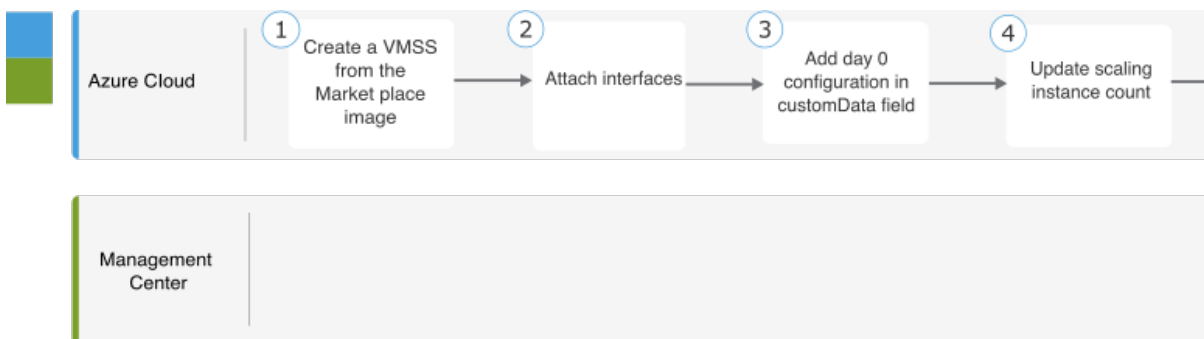 1
Create a VMSS
from the
Market place
image
2
Attach interfaces
3
Add day 0
configuration in
customData field
4
Update scaling
instance count
Azure Cloud
Management
Center